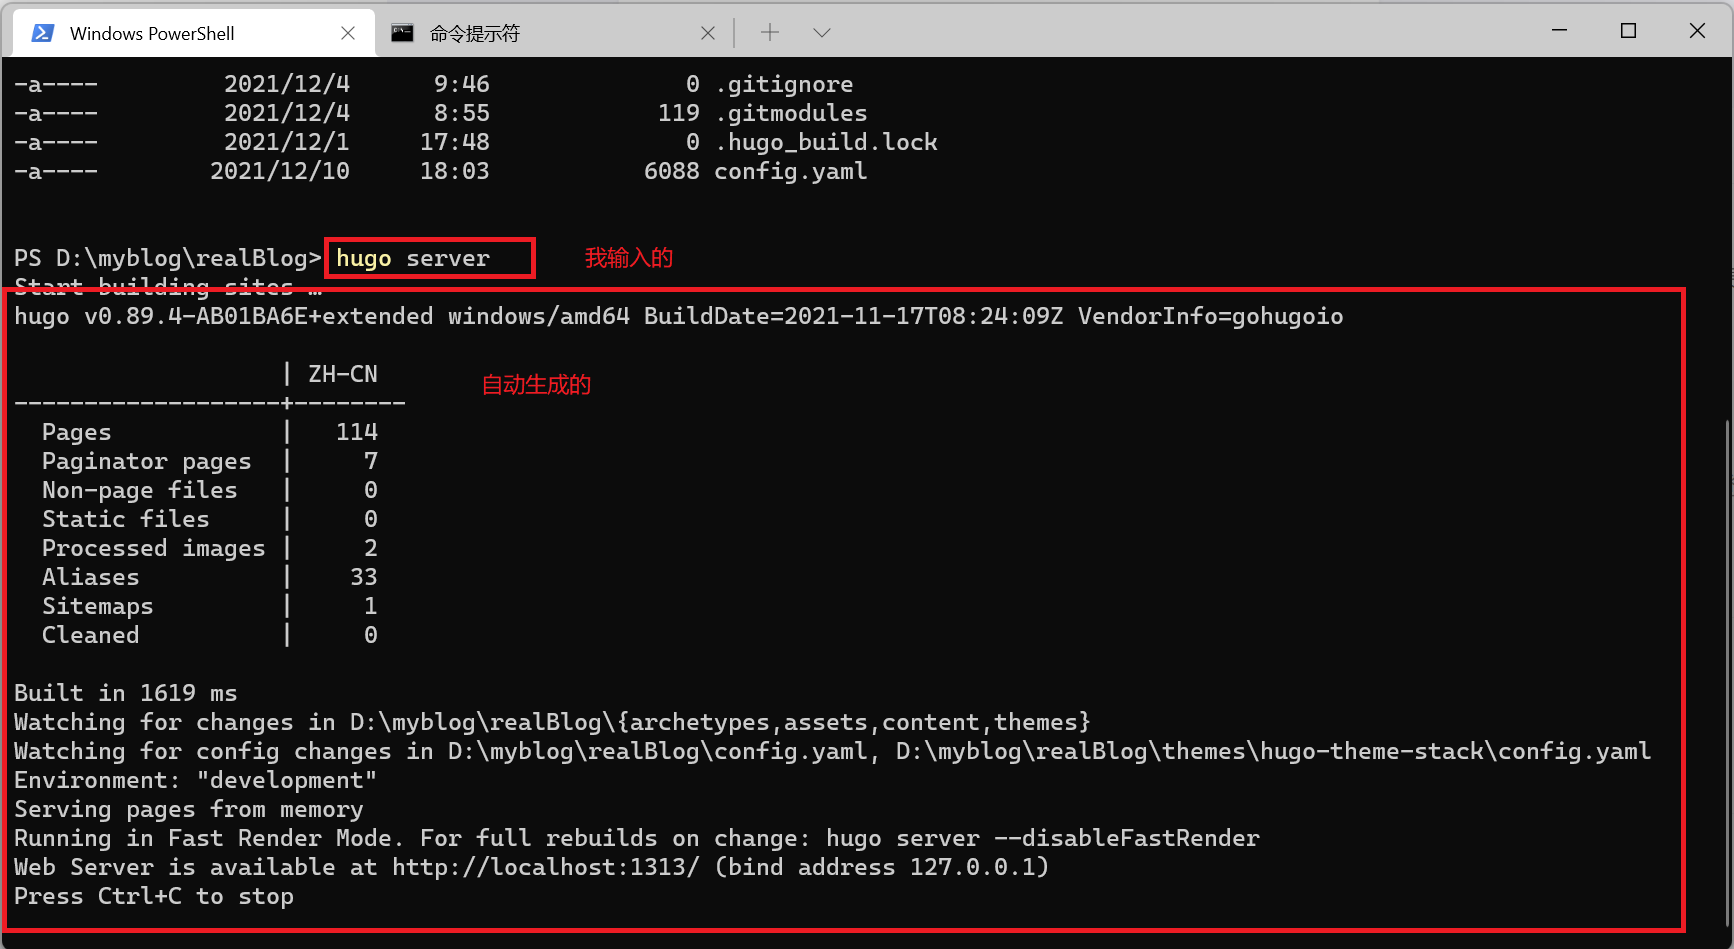 Windows PowerShell
命令提示符
-a---- 2021/12/4 9:46 0 .gitignore
-a---- 2021/12/4 8:55 119 .gitmodules
-a---- 2021/12/1 17:48 0 .hugo_build.lock
-a---- 2021/12/10 18:03 6088 config.yaml
PS D:\myblog\realBlog> hugo server 我输入的
Start building sites …
hugo v0.89.4-AB01BA6E+extended windows/amd64 BuildDate=2021-11-17T08:24:09Z VendorInfo=gohugoio
| ZH-CN
自动生成的
-------------------+--------
Pages | 114
Paginator pages | 7
Non-page files | 0
Static files | 0
Processed images | 2
Aliases | 33
Sitemaps | 1
Cleaned | 0
Built in 1619 ms
Watching for changes in D:\myblog\realBlog\{archetypes,assets,content,themes}
Watching for config changes in D:\myblog\realBlog\config.yaml, D:\myblog\realBlog\themes\hugo-theme-stack\config.yaml
Environment: "development"
Serving pages from memory
Running in Fast Render Mode. For full rebuilds on change: hugo server --disableFastRender
Web Server is available at http://localhost:1313/ (bind address 127.0.0.1)
Press Ctrl+C to stop